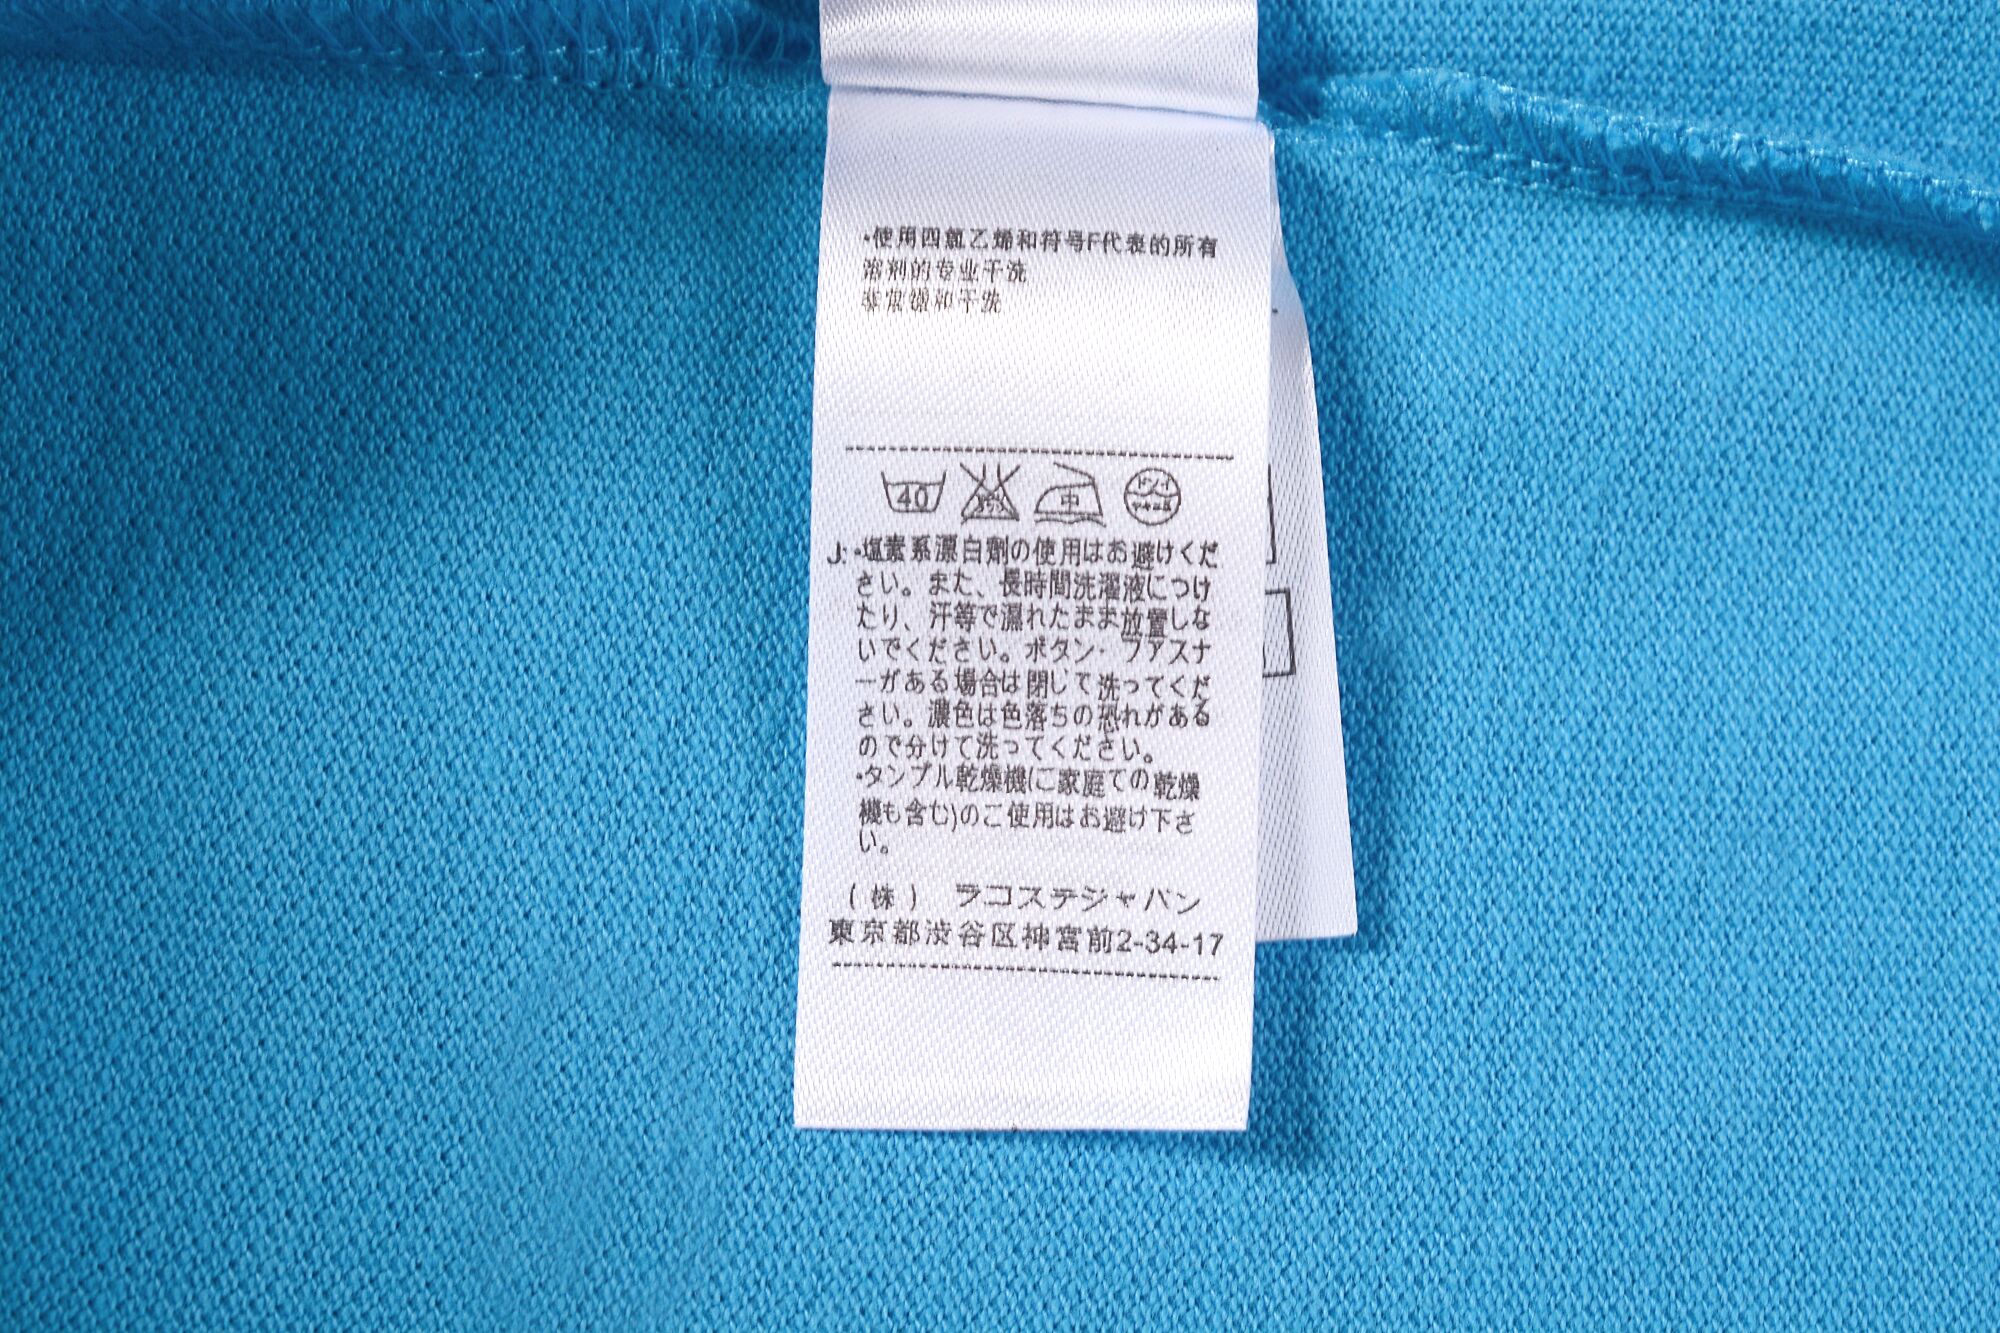 ·使用四氯乙烯和符号F代表的所有
溶剂的专业干洗
非常缓和干洗
40
中
J: ·塩素系漂白剤の使用はお避けくだ
さい。また、長時間洗濯液につけ
たり、汗等で濡れたまま放置しな
いでください。ボタン·ファスナ
ーがある場合は閉じて洗ってくだ
さい。濃色は色落ちの恐れがある
ので分けて洗ってください。
·タンブル乾燥機(ご家庭での乾燥
機も含む)のご使用はお避け下さ
い。
(株) ラコステジャパン
東京都渋谷区神宮前2-34-17